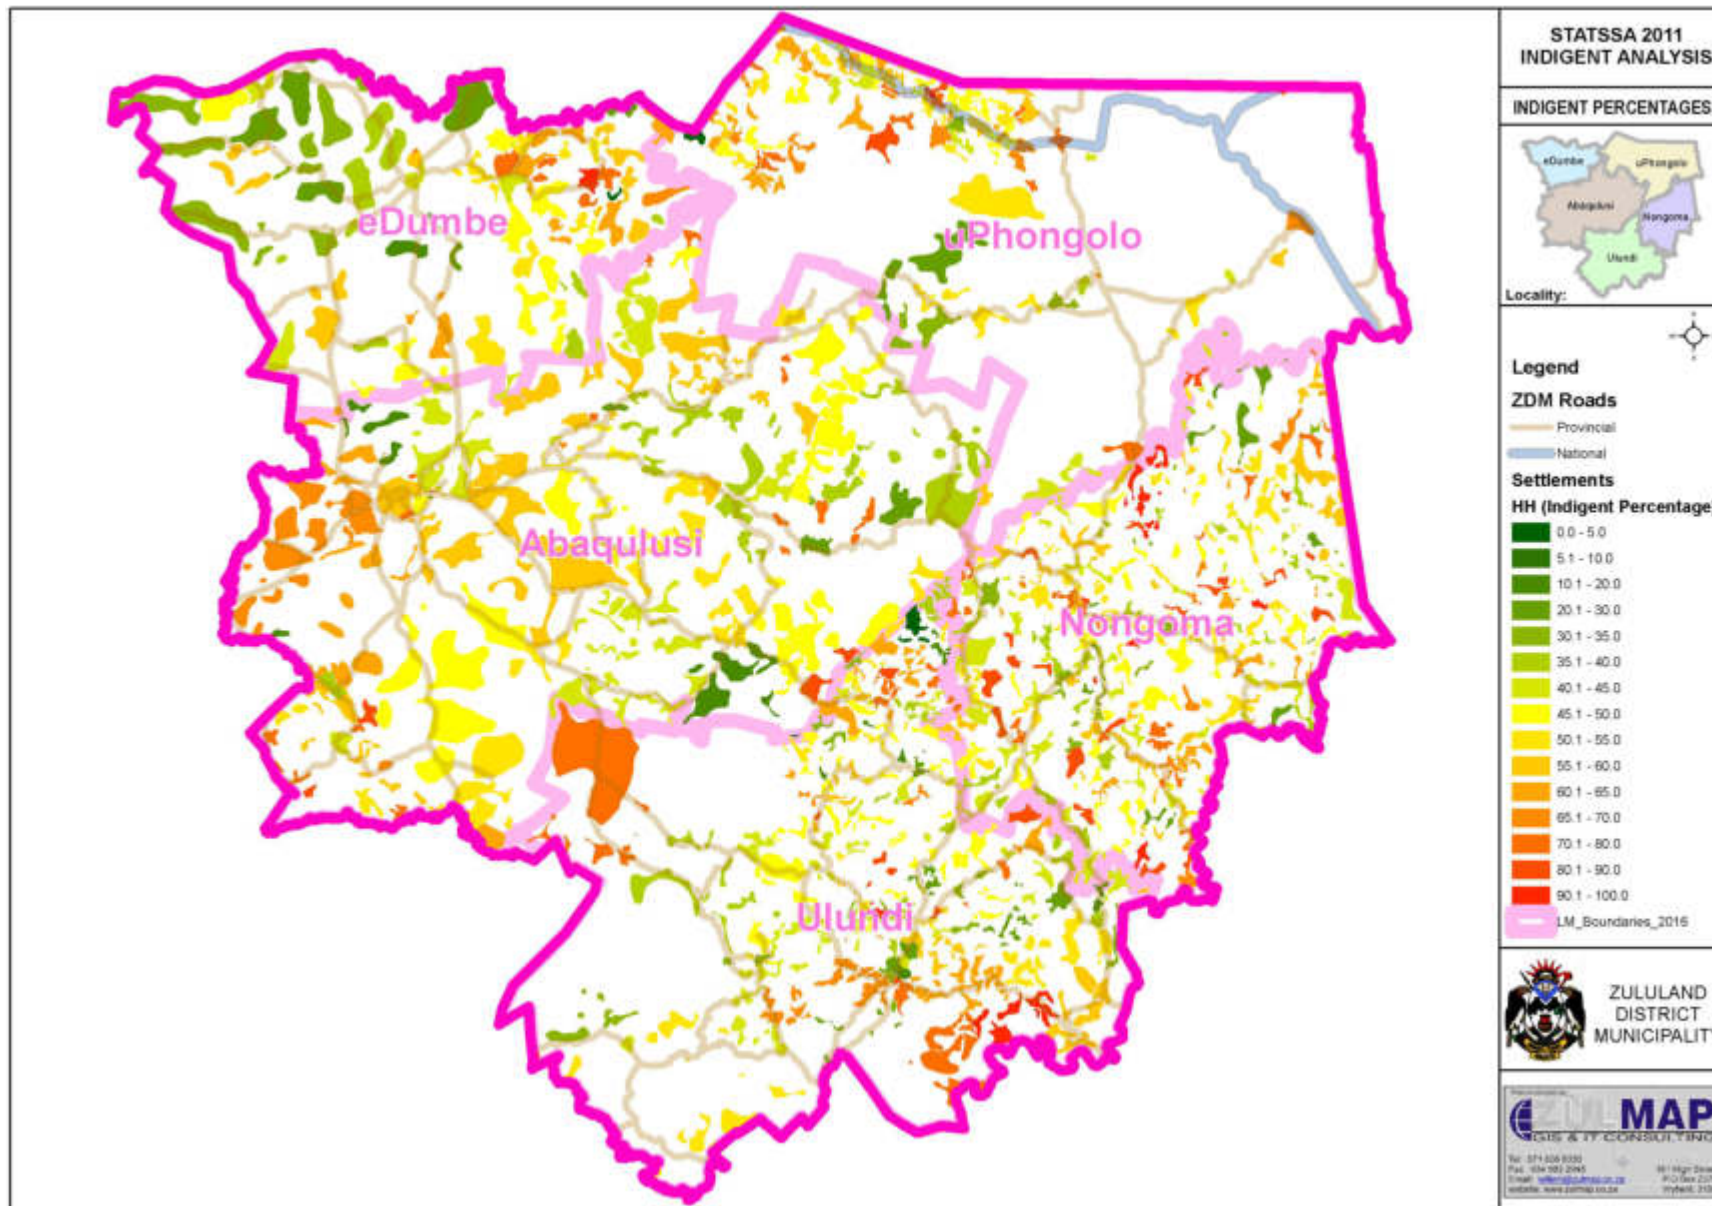 STATSSA 2011
INDIGENT ANALYSIS
INDIGENT PERCENTAGES
eDumbe
uPhongolo
Abaqulusi
Nongoma
Ulundi
Locality:
Legend
ZDM Roads
Provincial
National
Settlements
HH (Indigent Percentage)
0.0 - 5.0
5.1 - 10.0
10.1 - 20.0
20.1 - 30.0
30.1 - 35.0
35.1 - 40.0
40.1 - 45.0
45.1 - 50.0
50.1 - 55.0
55.1 - 60.0
60.1 - 65.0
65.1 - 70.0
70.1 - 80.0
80.1 - 90.0
90.1 - 100.0
LM_Boundaries_2016
ZULULAND
DISTRICT
MUNICIPALITY
ZULMAP
GIS & IT CONSULTING
eDumbe
uPhongolo
Abaqulusi
Nongoma
Ulundi